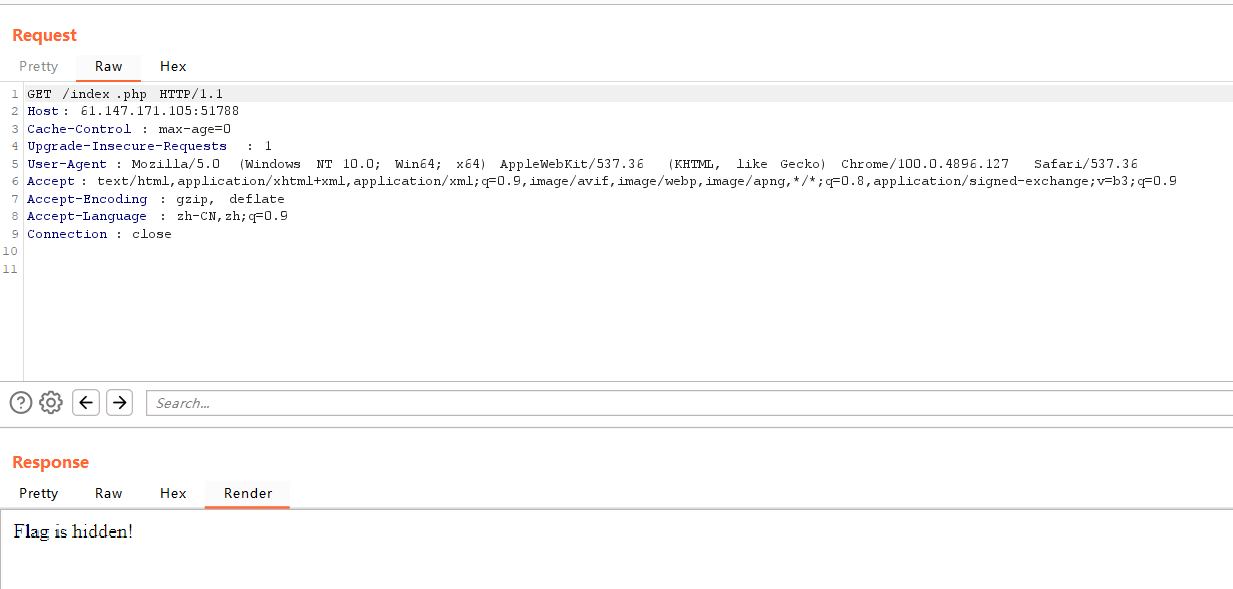 Request
Pretty Raw Hex
1 GET /index .php HTTP/1.1
2 Host : 61.147.171.105:51788
3 Cache-Control : max-age=0
4 Upgrade-Insecure-Requests : 1
5 User-Agent : Mozilla/5.0 (Windows NT 10.0; Win64; x64) AppleWebKit/537.36 (KHTML, like Gecko) Chrome/100.0.4896.127 Safari/537.36
6 Accept : text/html,application/xhtml+xml,application/xml;q=0.9,image/avif,image/webp,image/apng,*/*;q=0.8,application/signed-exchange;v=b3;q=0.9
7 Accept-Encoding : gzip, deflate
8 Accept-Language : zh-CN,zh;q=0.9
9 Connection : close
10
11
Search...
Response
Pretty Raw Hex Render
Flag is hidden!